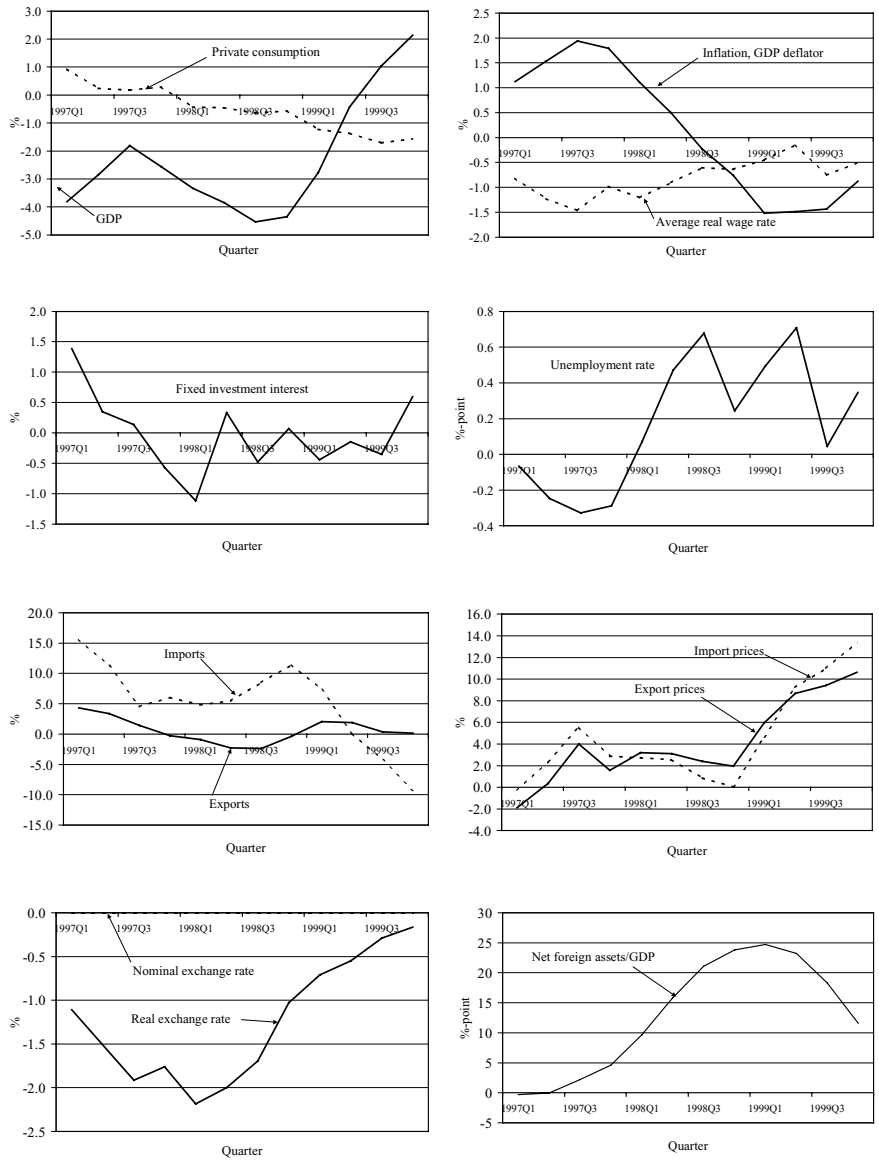 3.0
2.0
1.0
0.0
-1.0
-2.0
-3.0
-4.0
-5.0
%
Private consumption
1997Q1 1997Q3 1998Q1 1998Q3 1999Q1 1999Q3
GDP
Quarter
2.5
2.0
1.5
1.0
0.5
0.0
-0.5
-1.0
-1.5
-2.0
%
Inflation, GDP deflator
1997Q1 1997Q3 1998Q1 1998Q3 1999Q1 1999Q3
Average real wage rate
Quarter
2.0
1.5
1.0
0.5
0.0
-0.5
-1.0
-1.5
%
Fixed investment interest
1997Q1 1997Q3 1998Q1 1998Q3 1999Q1 1999Q3
Quarter
0.8
0.6
0.4
0.2
0.0
-0.2
-0.4
%-point
Unemployment rate
1997Q1 1997Q3 1998Q1 1998Q3 1999Q1 1999Q3
Quarter
20.0
15.0
10.0
5.0
0.0
-5.0
-10.0
-15.0
%
Imports
1997Q1 1997Q3 1998Q1 1998Q3 1999Q1 1999Q3
Exports
Quarter
16.0
14.0
12.0
10.0
8.0
6.0
4.0
2.0
0.0
-2.0
-4.0
%
Import prices
Export prices
1997Q1 1997Q3 1998Q1 1998Q3 1999Q1 1999Q3
Quarter
0.0
-0.5
-1.0
-1.5
-2.0
-2.5
%
1997Q1 1997Q3 1998Q1 1998Q3 1999Q1 1999Q3
Nominal exchange rate
Real exchange rate
Quarter
30
25
20
15
10
5
0
-5
%-point
Net foreign assets/GDP
1997Q1 1997Q3 1998Q1 1998Q3 1999Q1 1999Q3
Quarter